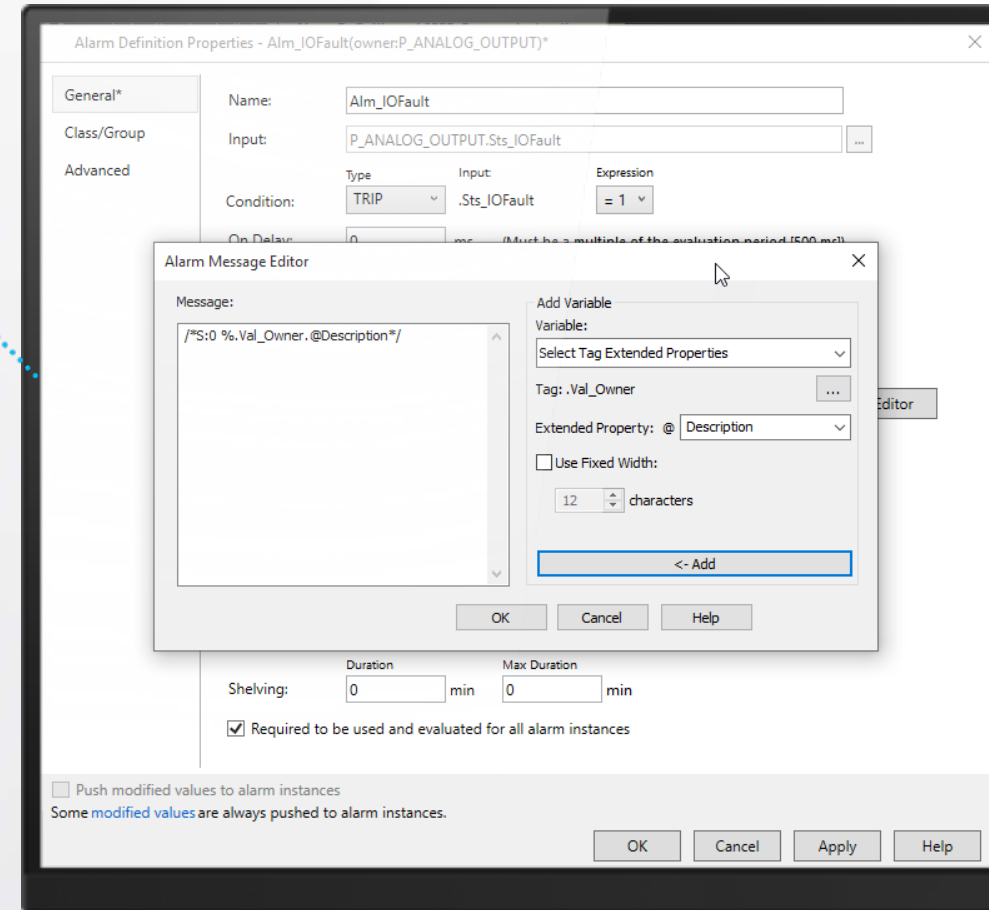 Alarm Definition Properties - Alm_IOFault(owner:P_ANALOG_OUTPUT)*
General*
Class/Group
Advanced
Name: Alm_IOFault
Input: P_ANALOG_OUTPUT.Sts_IOFault ...
Type Input: Expression
Condition: TRIP .Sts_IOFault = 1
On Delay: 0 ms (Must be a multiple of the evaluation period [500 ms])
Alarm Message Editor
Message:
/*S:0 %.Val_Owner.@Description*/
Add Variable
Variable:
Select Tag Extended Properties
Tag: .Val_Owner ...
Extended Property: @ Description
Use Fixed Width:
12 characters
<- Add
OK Cancel Help
Editor
Duration Max Duration
Shelving: 0 min 0 min
Required to be used and evaluated for all alarm instances
Push modified values to alarm instances
Some modified values are always pushed to alarm instances.
OK Cancel Apply Help